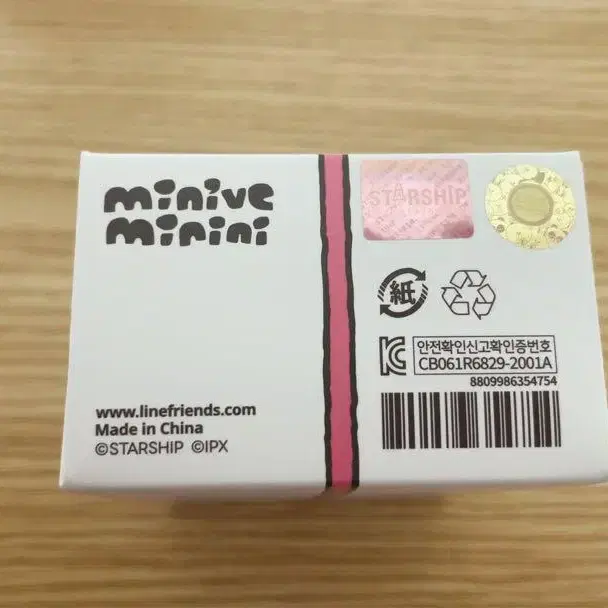 minive
minini
STARSHIP
紙
안전확인신고확인증번호
CB061R6829-2001A
8809986354754
www.linefriends.com
Made in China
©STARSHIP ©IPX